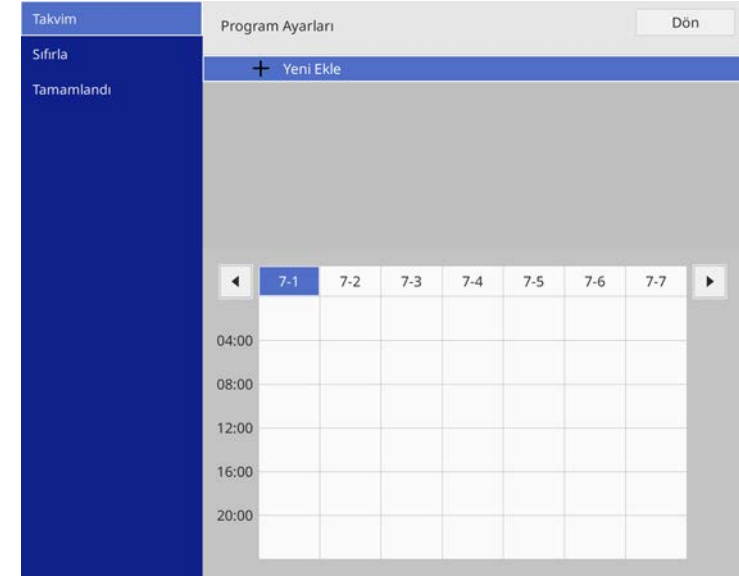 Takvim
Sıfırla
Tamamlandı
Program Ayarları
Dön
+ Yeni Ekle
7-1 7-2 7-3 7-4 7-5 7-6 7-7
04:00
08:00
12:00
16:00
20:00